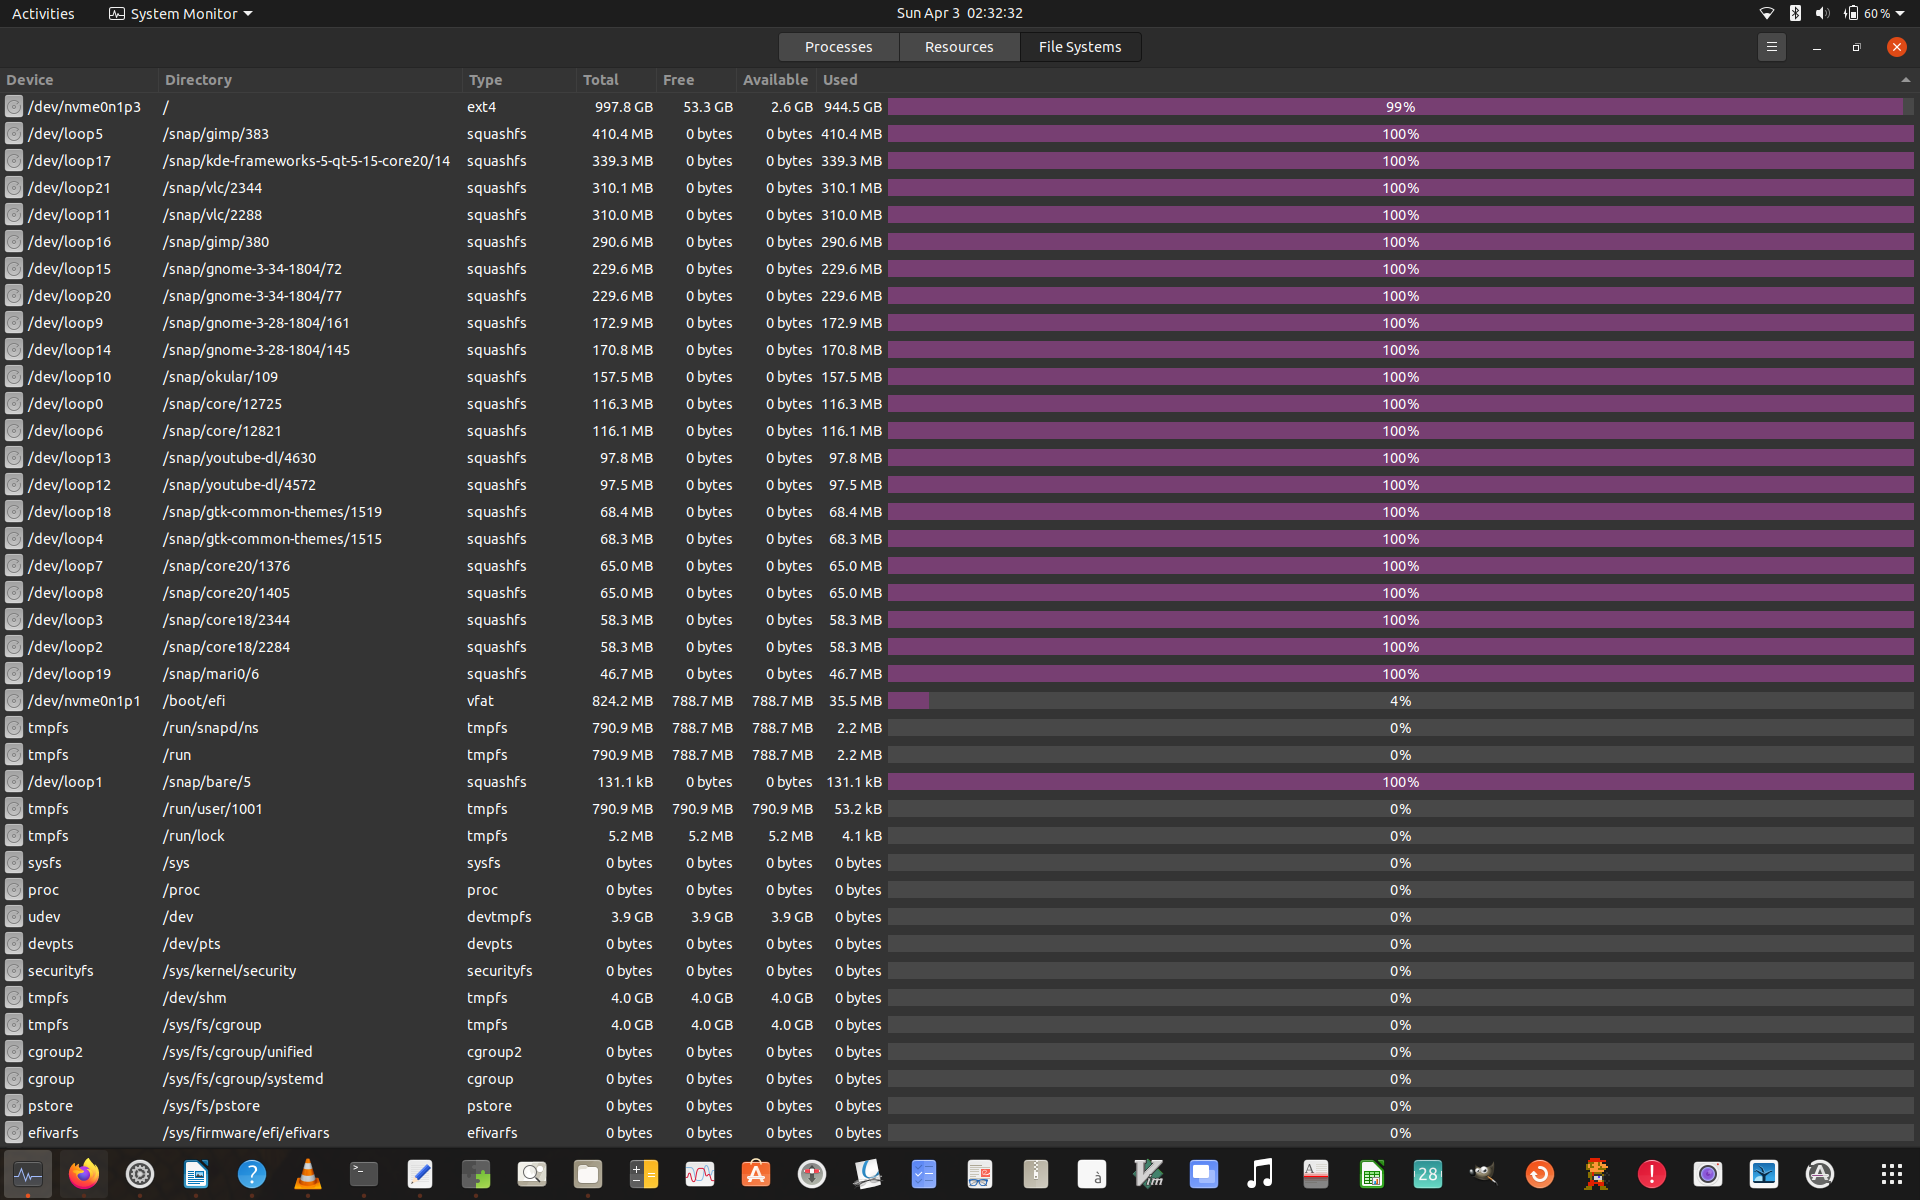 Activities System Monitor Sun Apr 3 02:32:32 60 %
Processes Resources File Systems
Device Directory Type Total Free Available Used
/dev/nvme0n1p3 / ext4 997.8 GB 53.3 GB 2.6 GB 944.5 GB 99%
/dev/loop5 /snap/gimp/383 squashfs 410.4 MB 0 bytes 0 bytes 410.4 MB 100%
/dev/loop17 /snap/kde-frameworks-5-qt-5-15-core20/14 squashfs 339.3 MB 0 bytes 0 bytes 339.3 MB 100%
/dev/loop21 /snap/vlc/2344 squashfs 310.1 MB 0 bytes 0 bytes 310.1 MB 100%
/dev/loop11 /snap/vlc/2288 squashfs 310.0 MB 0 bytes 0 bytes 310.0 MB 100%
/dev/loop16 /snap/gimp/380 squashfs 290.6 MB 0 bytes 0 bytes 290.6 MB 100%
/dev/loop15 /snap/gnome-3-34-1804/72 squashfs 229.6 MB 0 bytes 0 bytes 229.6 MB 100%
/dev/loop20 /snap/gnome-3-34-1804/77 squashfs 229.6 MB 0 bytes 0 bytes 229.6 MB 100%
/dev/loop9 /snap/gnome-3-28-1804/161 squashfs 172.9 MB 0 bytes 0 bytes 172.9 MB 100%
/dev/loop14 /snap/gnome-3-28-1804/145 squashfs 170.8 MB 0 bytes 0 bytes 170.8 MB 100%
/dev/loop10 /snap/okular/109 squashfs 157.5 MB 0 bytes 0 bytes 157.5 MB 100%
/dev/loop0 /snap/core/12725 squashfs 116.3 MB 0 bytes 0 bytes 116.3 MB 100%
/dev/loop6 /snap/core/12821 squashfs 116.1 MB 0 bytes 0 bytes 116.1 MB 100%
/dev/loop13 /snap/youtube-dl/4630 squashfs 97.8 MB 0 bytes 0 bytes 97.8 MB 100%
/dev/loop12 /snap/youtube-dl/4572 squashfs 97.5 MB 0 bytes 0 bytes 97.5 MB 100%
/dev/loop18 /snap/gtk-common-themes/1519 squashfs 68.4 MB 0 bytes 0 bytes 68.4 MB 100%
/dev/loop4 /snap/gtk-common-themes/1515 squashfs 68.3 MB 0 bytes 0 bytes 68.3 MB 100%
/dev/loop7 /snap/core20/1376 squashfs 65.0 MB 0 bytes 0 bytes 65.0 MB 100%
/dev/loop8 /snap/core20/1405 squashfs 65.0 MB 0 bytes 0 bytes 65.0 MB 100%
/dev/loop3 /snap/core18/2344 squashfs 58.3 MB 0 bytes 0 bytes 58.3 MB 100%
/dev/loop2 /snap/core18/2284 squashfs 58.3 MB 0 bytes 0 bytes 58.3 MB 100%
/dev/loop19 /snap/mari0/6 squashfs 46.7 MB 0 bytes 0 bytes 46.7 MB 100%
/dev/nvme0n1p1 /boot/efi vfat 824.2 MB 788.7 MB 788.7 MB 35.5 MB 4%
tmpfs /run/snapd/ns tmpfs 790.9 MB 788.7 MB 788.7 MB 2.2 MB 0%
tmpfs /run tmpfs 790.9 MB 788.7 MB 788.7 MB 2.2 MB 0%
/dev/loop1 /snap/bare/5 squashfs 131.1 kB 0 bytes 0 bytes 131.1 kB 100%
tmpfs /run/user/1001 tmpfs 790.9 MB 790.9 MB 790.9 MB 53.2 kB 0%
tmpfs /run/lock tmpfs 5.2 MB 5.2 MB 5.2 MB 4.1 kB 0%
sysfs /sys sysfs 0 bytes 0 bytes 0 bytes 0 bytes 0%
proc /proc proc 0 bytes 0 bytes 0 bytes 0 bytes 0%
udev /dev devtmpfs 3.9 GB 3.9 GB 3.9 GB 0 bytes 0%
devpts /dev/pts devpts 0 bytes 0 bytes 0 bytes 0 bytes 0%
securityfs /sys/kernel/security securityfs 0 bytes 0 bytes 0 bytes 0 bytes 0%
tmpfs /dev/shm tmpfs 4.0 GB 4.0 GB 4.0 GB 0 bytes 0%
tmpfs /sys/fs/cgroup tmpfs 4.0 GB 4.0 GB 4.0 GB 0 bytes 0%
cgroup2 /sys/fs/cgroup/unified cgroup2 0 bytes 0 bytes 0 bytes 0 bytes 0%
cgroup /sys/fs/cgroup/systemd cgroup 0 bytes 0 bytes 0 bytes 0 bytes 0%
pstore /sys/fs/pstore pstore 0 bytes 0 bytes 0 bytes 0 bytes 0%
efivarfs /sys/firmware/efi/efivars efivarfs 0 bytes 0 bytes 0 bytes 0 bytes 0%
? >_ A à Vim A 28 !